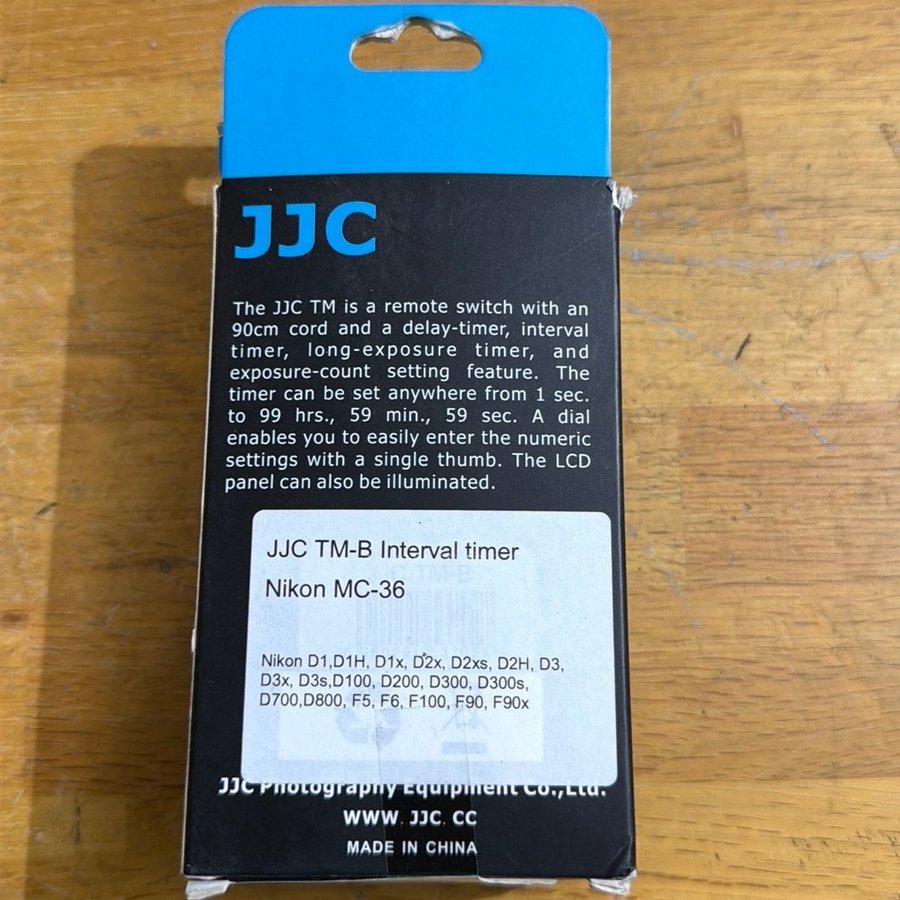 JJC
The JJC TM is a remote switch with an
90cm cord and a delay-timer, interval
timer, long-exposure timer, and
exposure-count setting feature. The
timer can be set anywhere from 1 sec.
to 99 hrs., 59 min., 59 sec. A dial
enables you to easily enter the numeric
settings with a single thumb. The LCD
panel can also be illuminated.
JJC TM-B Interval timer
TM-B
Nikon MC-36
Nikon D1,D1H, D1x, D2x, D2xs, D2H, D3,
D3x, D3s,D100, D200, D300, D300s,
D700,D800, F5, F6, F100, F90, F90x
JJC Photography Equipment Co.,Ltd.
WWW. JJC. CC
MADE IN CHINA